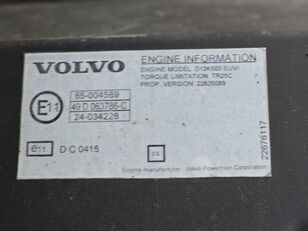 VOLVO
ENGINE INFORMATION
ENGINE MODEL: D13K500 EUVI
TORQUE LIMITATION: TR25C
PROP. VERSION: 22626089
E11
85-004589
49 D 063786-C
24-034228
e11
D C 0415
Engine manufacturer
Volvo Powertrain Corporation
22676117